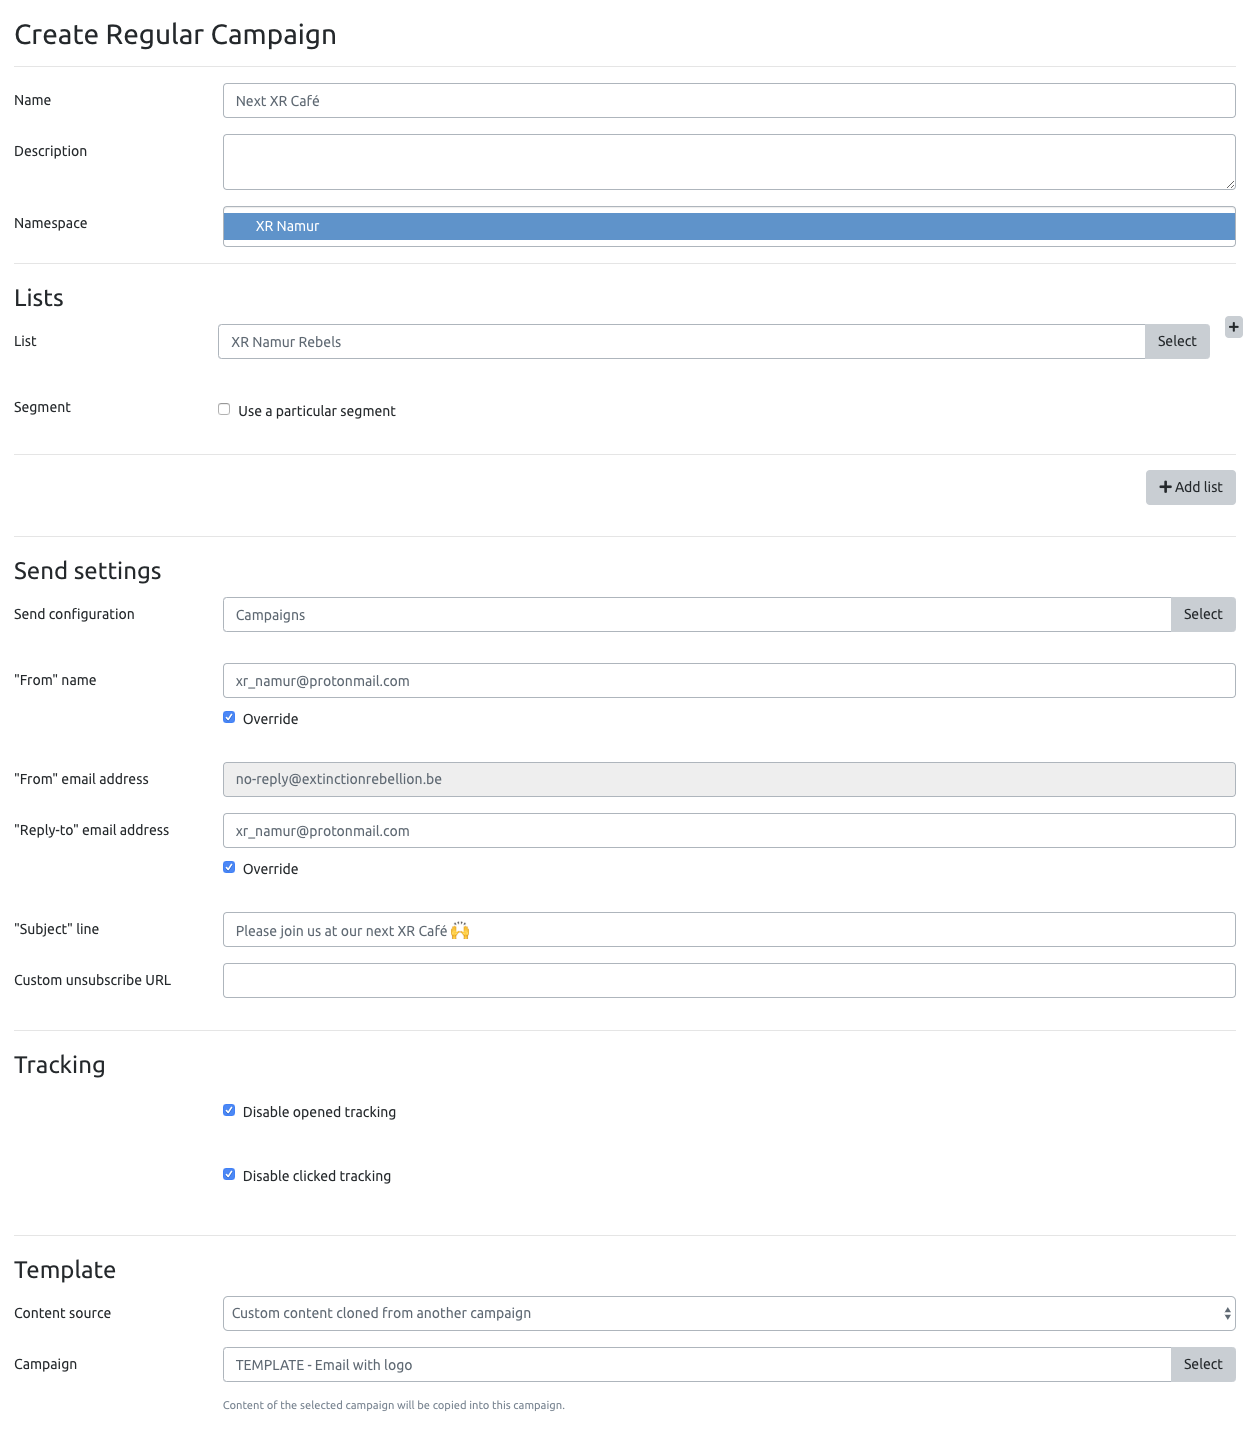 Create Regular Campaign
Name
Next XR Café
Description
Namespace
XR Namur
Lists
List
XR Namur Rebels
Select
Segment
Use a particular segment
Add list
Send settings
Send configuration
Campaigns
Select
"From" name
xr_namur@protonmail.com
Override
"From" email address
no-reply@extinctionrebellion.be
"Reply-to" email address
xr_namur@protonmail.com
Override
"Subject" line
Please join us at our next XR Café 🙌
Custom unsubscribe URL
Tracking
Disable opened tracking
Disable clicked tracking
Template
Content source
Custom content cloned from another campaign
Campaign
TEMPLATE - Email with logo
Select
Content of the selected campaign will be copied into this campaign.